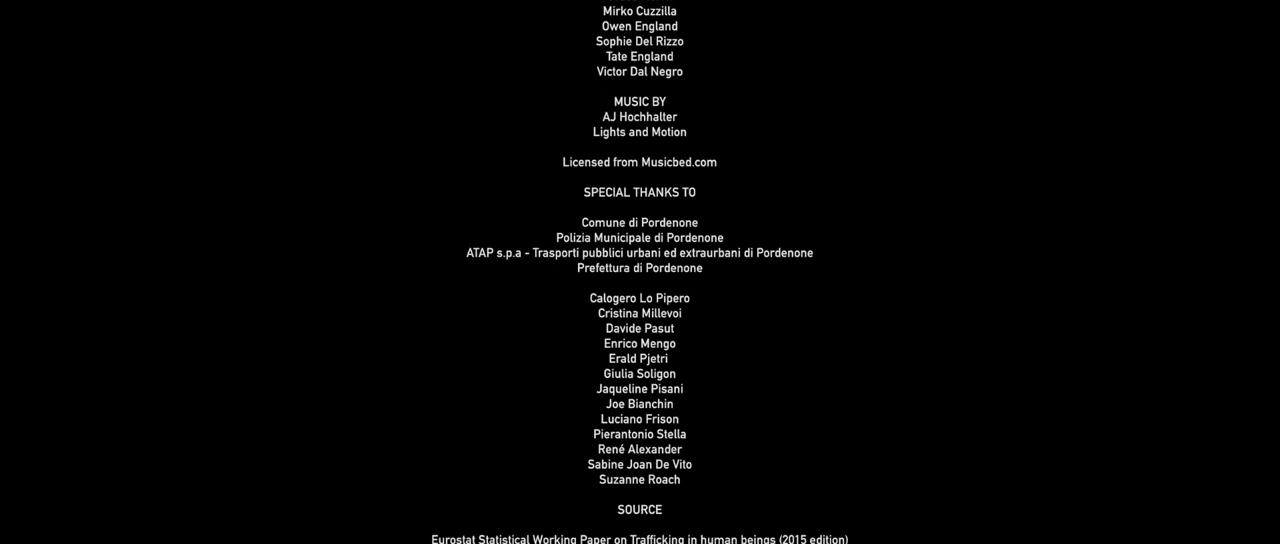 Mirko Cuzzilla
Owen England
Sophie Del Rizzo
Tate England
Victor Dal Negro
MUSIC BY
AJ Hochhalter
Lights and Motion
Licensed from Musicbed.com
SPECIAL THANKS TO
Comune di Pordenone
Polizia Municipale di Pordenone
ATAP s.p.a - Trasporti pubblici urbani ed extraurbani di Pordenone
Prefettura di Pordenone
Calogero Lo Pipero
Cristina Millevoi
Davide Pasut
Enrico Mengo
Erald Pjetri
Giulia Soligon
Jaqueline Pisani
Joe Bianchin
Luciano Frison
Pierantonio Stella
René Alexander
Sabine Joan De Vito
Suzanne Roach
SOURCE
Eurostat Statistical Working Paper on Trafficking in human beings (2015 edition)